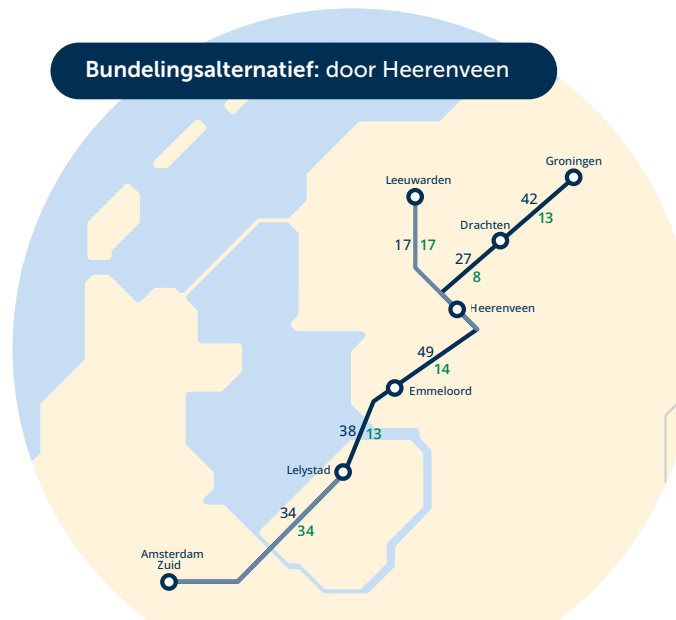 Bundelingsalternatief: door Heerenveen
Groningen
Leeuwarden
42
13
Drachten
17 17
27
8
Heerenveen
49
14
Emmeloord
38 13
Lelystad
34
34
Amsterdam
Zuid